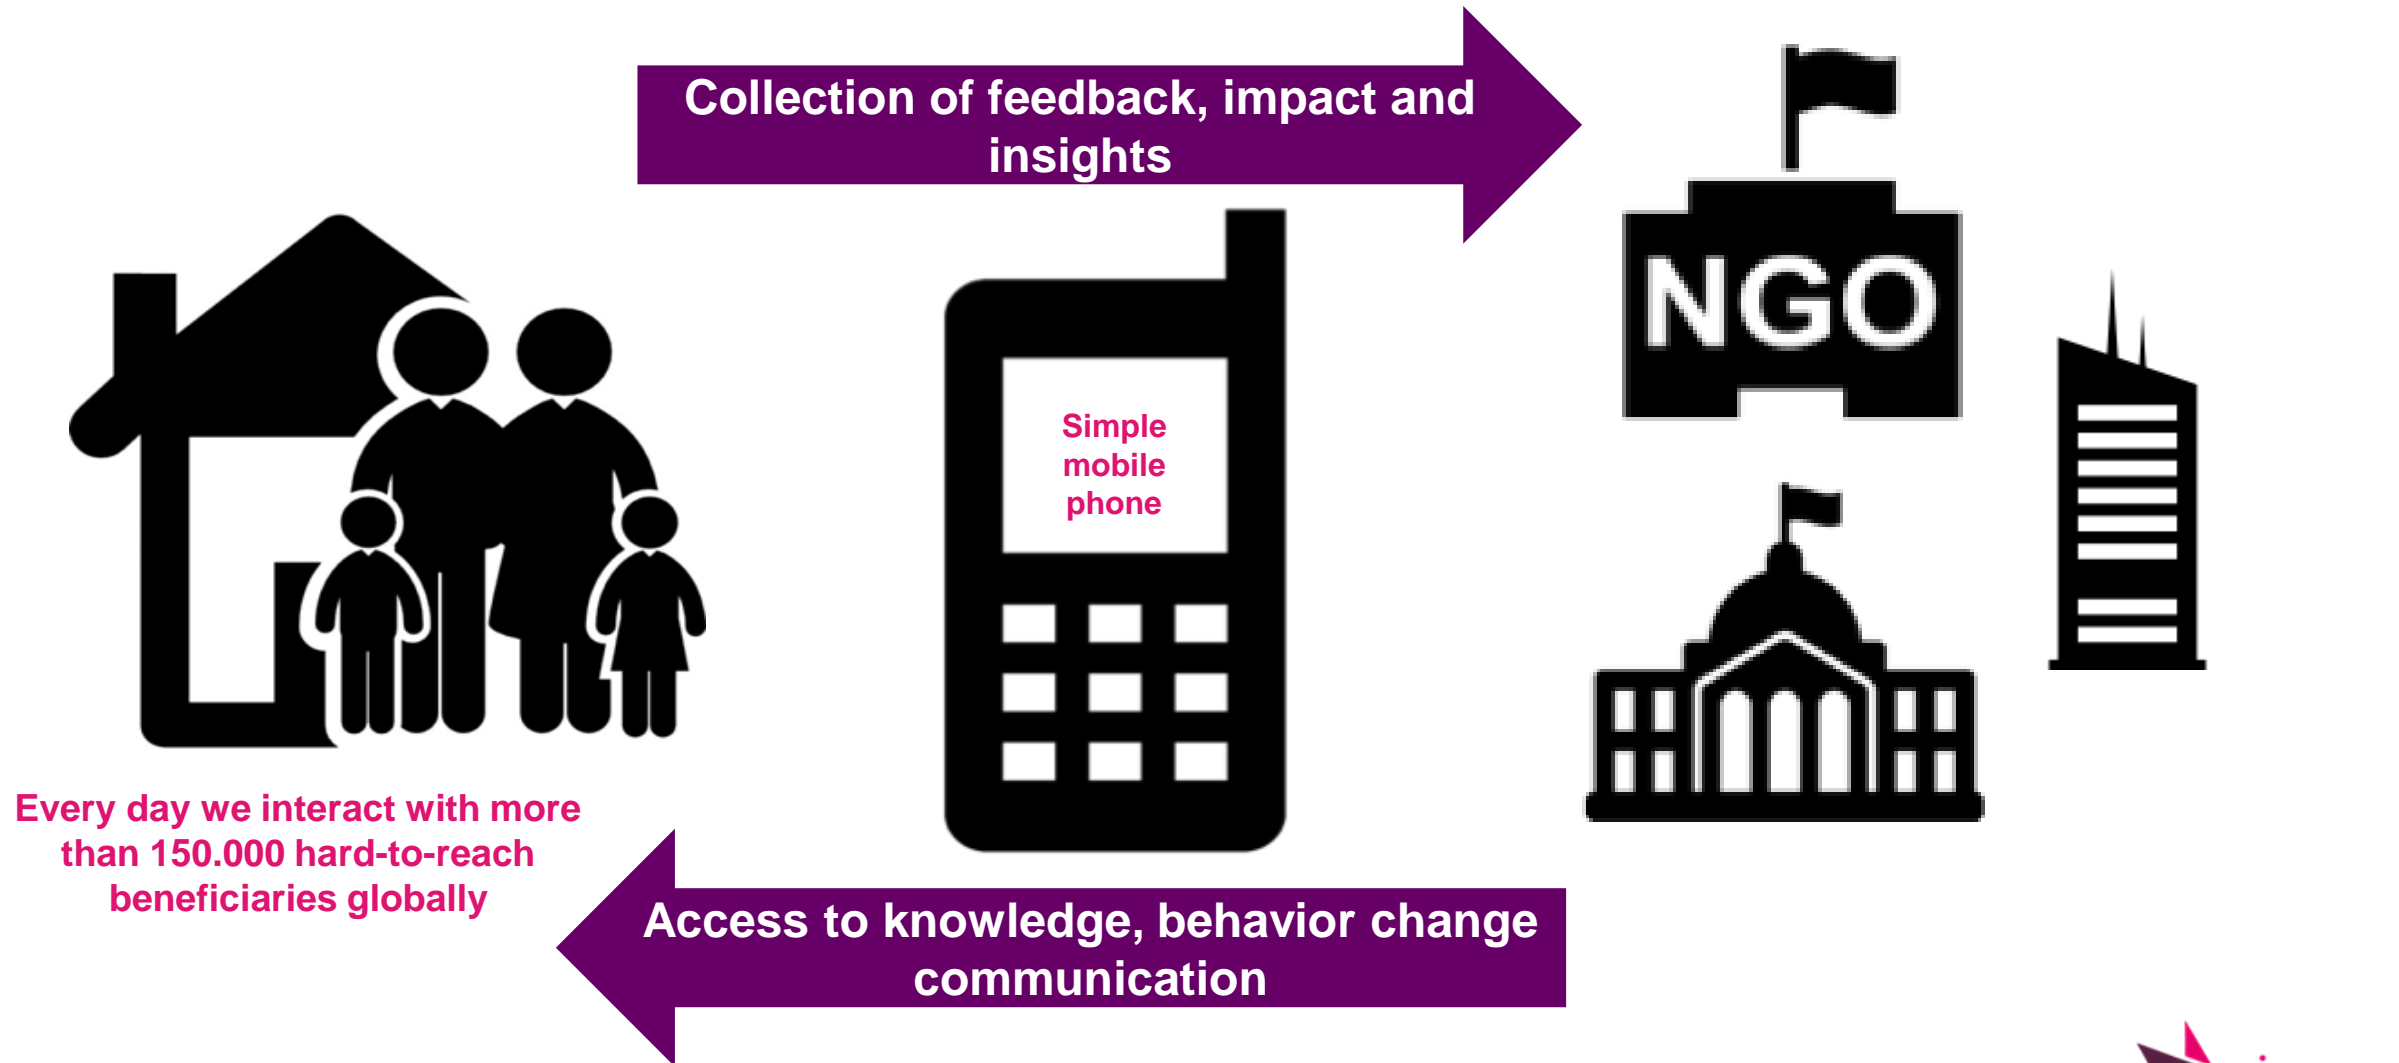 Collection of feedback, impact and
insights
NGO
Simple
mobile
phone
Every day we interact with more
than 150.000 hard-to-reach
beneficiaries globally
Access to knowledge, behavior change
communication